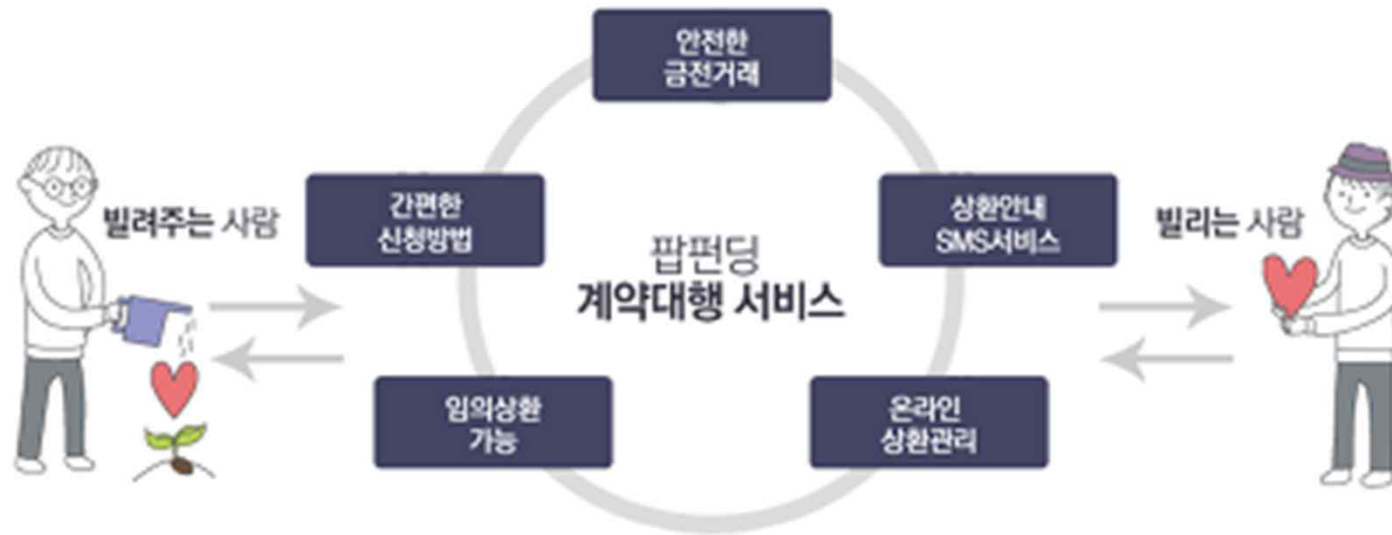 안전한
금전거래
빌려주는 사람
간편한
신청방법
팝펀딩
계약대행 서비스
상환안내
SMS서비스
빌리는 사람
임의상환
가능
온라인
상환관리